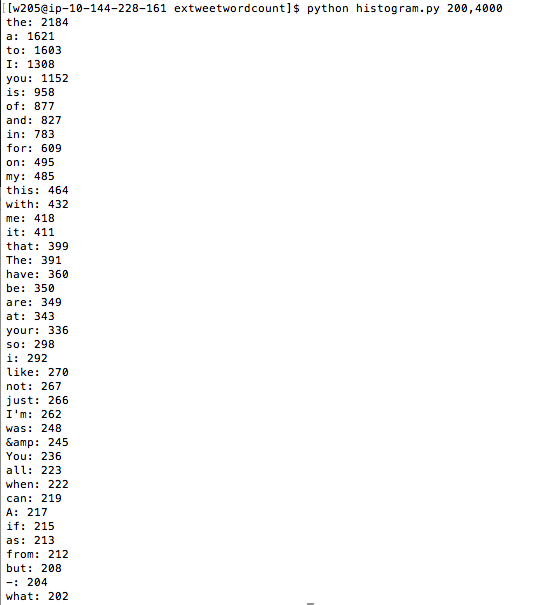 [[w205@ip-10-144-228-161 extweetwordcount]$ python histogram.py 200,4000
the: 2184
a: 1621
to: 1603
I: 1308
you: 1152
is: 958
of: 877
and: 827
in: 783
for: 609
on: 495
my: 485
this: 464
with: 432
me: 418
it: 411
that: 399
The: 391
have: 360
be: 350
are: 349
at: 343
your: 336
so: 298
i: 292
like: 270
not: 267
just: 266
I'm: 262
was: 248
&amp: 245
You: 236
all: 223
when: 222
can: 219
A: 217
if: 215
as: 213
from: 212
but: 208
-: 204
what: 202